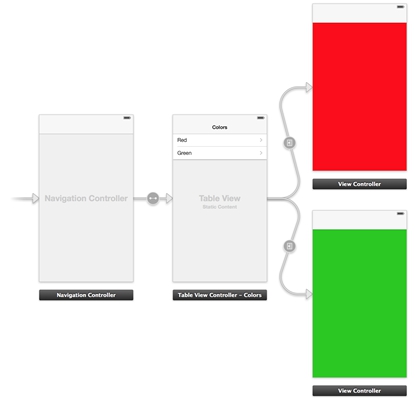 Navigation Controller
Navigation Controller
Colors
Red
Green
Table View
Static Content
Table View Controller – Colors
View Controller
View Controller